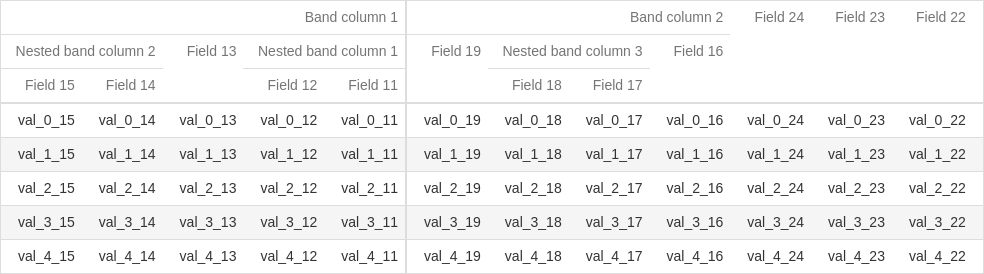 Band column 1 Band column 2 Field 24 Field 23 Field 22
Nested band column 2 Field 13 Nested band column 1 Field 19 Nested band column 3 Field 16
Field 15 Field 14 Field 12 Field 11 Field 18 Field 17
val_0_15 val_0_14 val_0_13 val_0_12 val_0_11 val_0_19 val_0_18 val_0_17 val_0_16 val_0_24 val_0_23 val_0_22
val_1_15 val_1_14 val_1_13 val_1_12 val_1_11 val_1_19 val_1_18 val_1_17 val_1_16 val_1_24 val_1_23 val_1_22
val_2_15 val_2_14 val_2_13 val_2_12 val_2_11 val_2_19 val_2_18 val_2_17 val_2_16 val_2_24 val_2_23 val_2_22
val_3_15 val_3_14 val_3_13 val_3_12 val_3_11 val_3_19 val_3_18 val_3_17 val_3_16 val_3_24 val_3_23 val_3_22
val_4_15 val_4_14 val_4_13 val_4_12 val_4_11 val_4_19 val_4_18 val_4_17 val_4_16 val_4_24 val_4_23 val_4_22